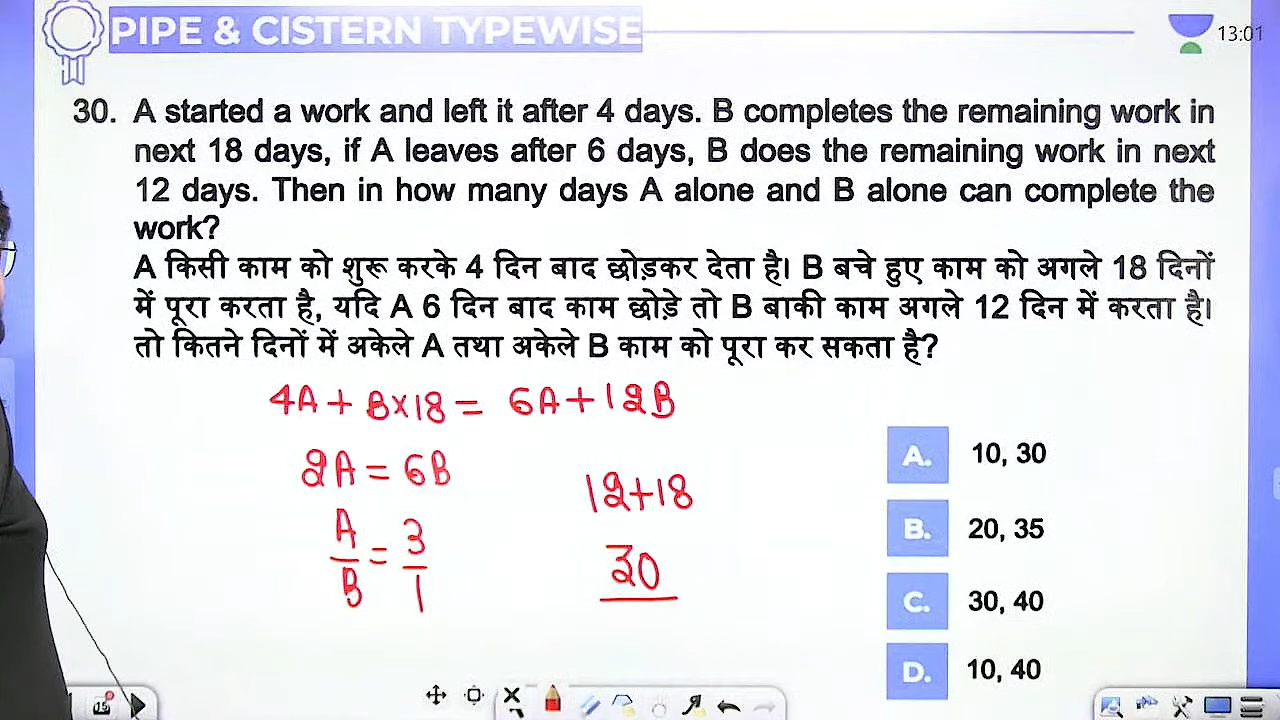 PIPE & CISTERN TYPEWISE
13:01
30. A started a work and left it after 4 days. B completes the remaining work in
next 18 days, if A leaves after 6 days, B does the remaining work in next
12 days. Then in how many days A alone and B alone can complete the
work?
A किसी काम को शुरू करके 4 दिन बाद छोड़कर देता है। B बचे हुए काम को अगले 18 दिनों
में पूरा करता है, यदि A 6 दिन बाद काम छोड़े तो B बाकी काम अगले 12 दिन में करता है।
तो कितने दिनों में अकेले A तथा अकेले B काम को पूरा कर सकता है?
4A + B×18 = 6A + 12B
2A = 6B
A/B = 3/1
12+18
30
A. 10, 30
B. 20, 35
C. 30, 40
D. 10, 40
15